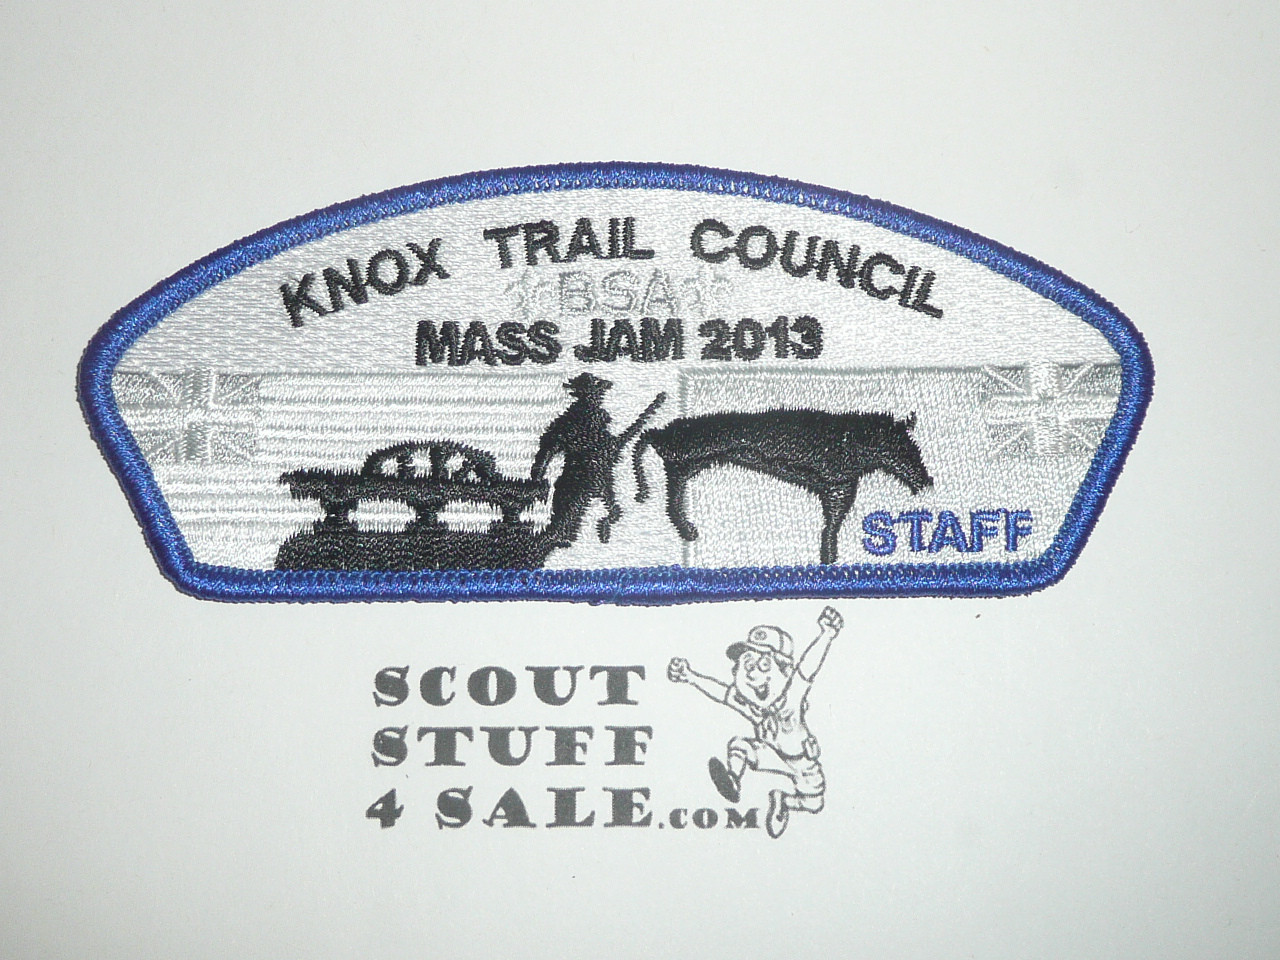 KNOX TRAIL COUNCIL
BSA
MASS JAM 2013
STAFF
SCOUT
STUFF
4 SALE.COM